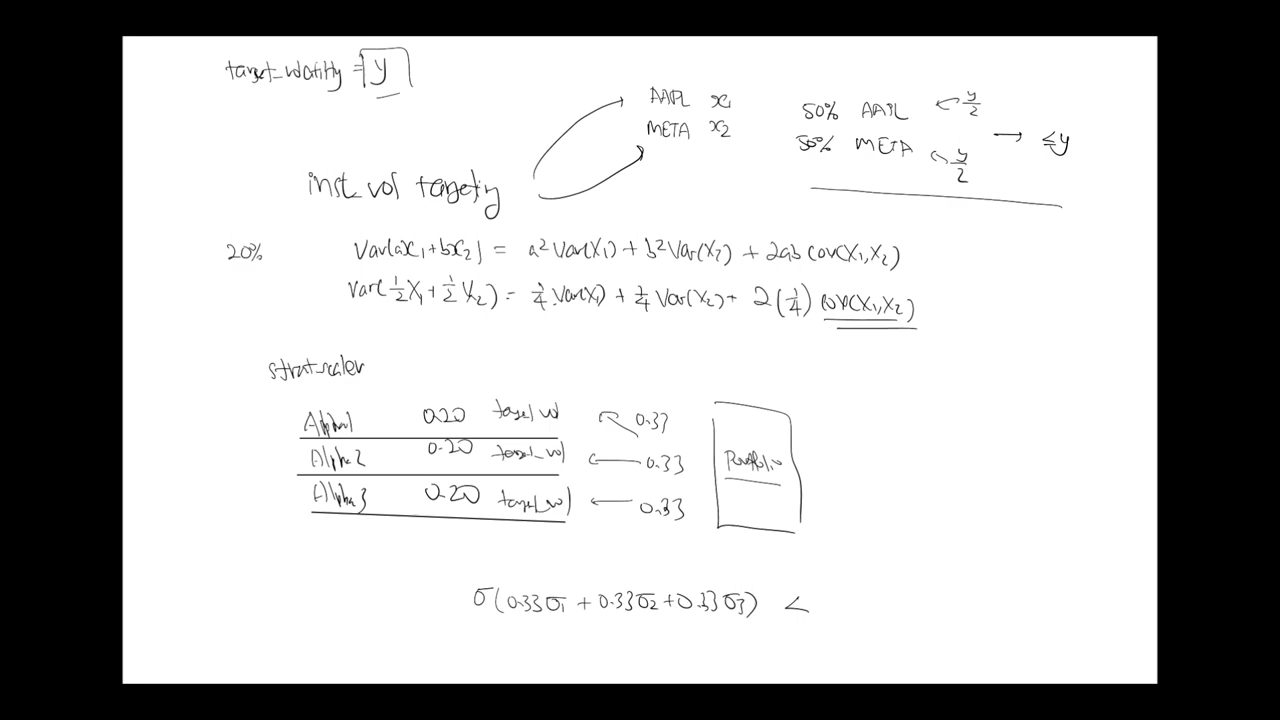 target_volatility = y
AAPL x₁
META x₂
50% AAPL ← y/2
50% META ← y/2 → ≤y
inst vol targeting
20%
Var(aX₁+bX₂) = a² Var(X₁) + b² Var(X₂) + 2ab Cov(X₁,X₂)
Var(½X₁+½X₂) = ¼ Var(X₁) + ¼ Var(X₂) + 2(¼) Cov(X₁,X₂)
strat_scaler
Alpha1 0.20 target_vol ← 0.33
Alpha2 0.20 target_vol ← 0.33
Alpha3 0.20 target_vol ← 0.33
Portfolio
σ(0.33σ₁ + 0.33σ₂ + 0.33σ₃) <